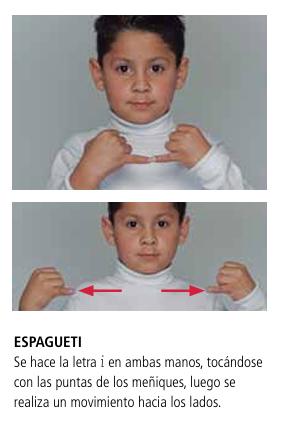 ESPAGUETI
Se hace la letra i en ambas manos, tocándose
con las puntas de los meñiques, luego se
realiza un movimiento hacia los lados.